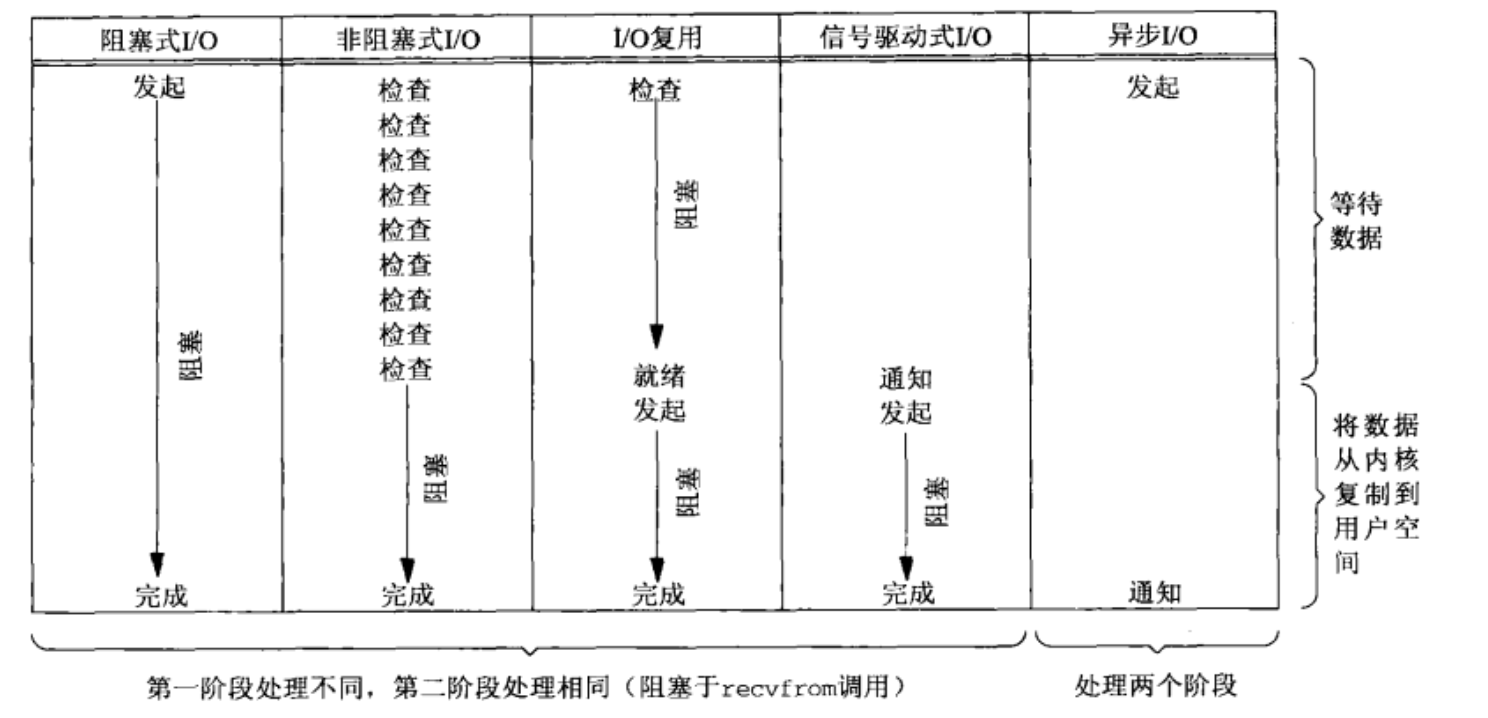 阻塞式I/O 非阻塞式I/O I/O复用 信号驱动式I/O 异步I/O
发起 检查 检查 发起
检查
检查
检查
检查
检查
检查
检查
检查
阻塞
阻塞
就绪 通知
发起 发起
阻塞 阻塞 阻塞
完成 完成 完成 完成 通知
等待
数据
将数据
从内核
复制到
用户空
间
第一阶段处理不同，第二阶段处理相同（阻塞于recvfrom调用） 处理两个阶段